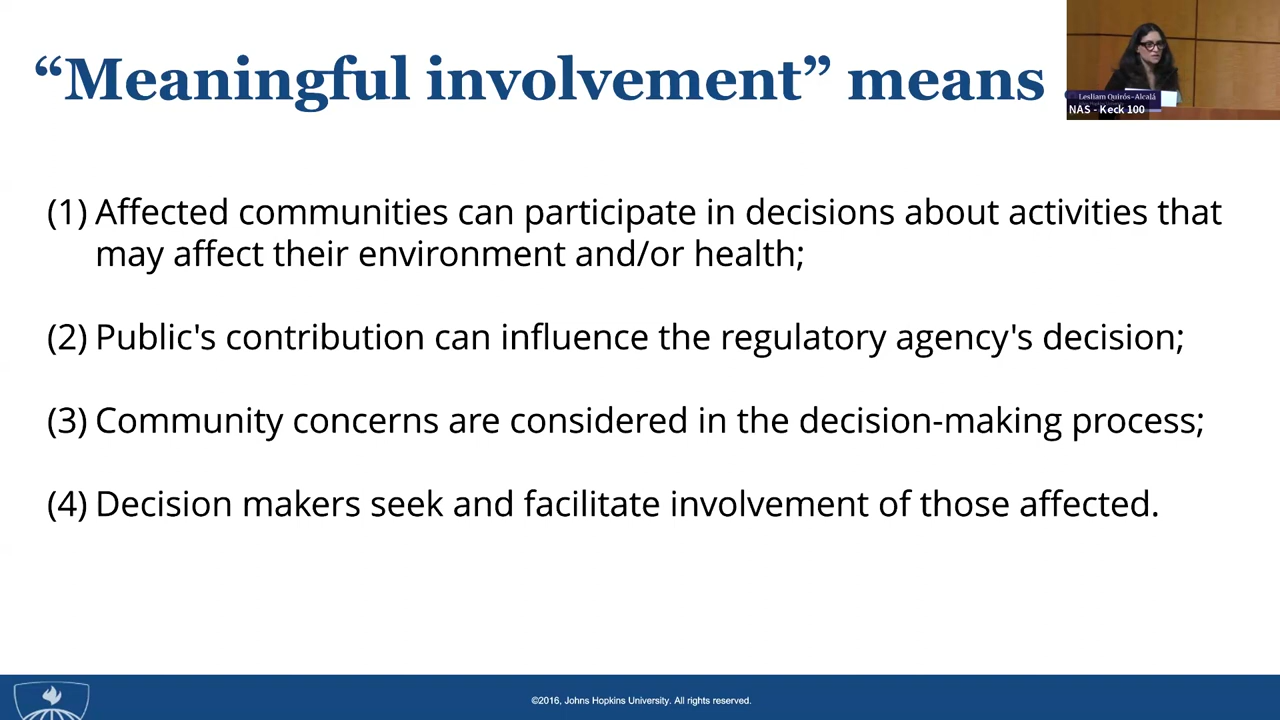 “Meaningful involvement” means
Lesliam Quirós-Alcalá
NAS - Keck 100
(1) Affected communities can participate in decisions about activities that
may affect their environment and/or health;
(2) Public's contribution can influence the regulatory agency's decision;
(3) Community concerns are considered in the decision-making process;
(4) Decision makers seek and facilitate involvement of those affected.
©2016, Johns Hopkins University. All rights reserved.